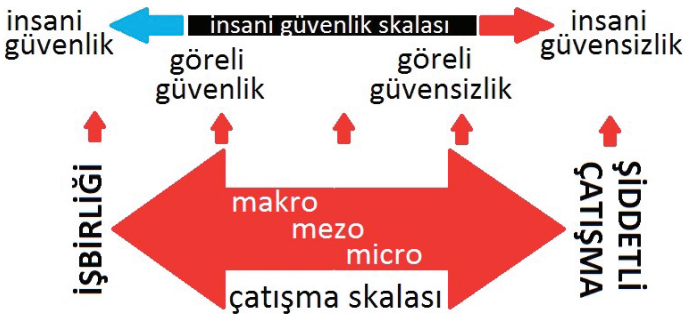 insani
güvenlik
insani güvenlik skalası
insani
güvensizlik
göreli
güvenlik
göreli
güvensizlik
İŞBİRLİĞİ
makro
mezo
micro
çatışma skalası
ŞİDDETLİ
ÇATIŞMA